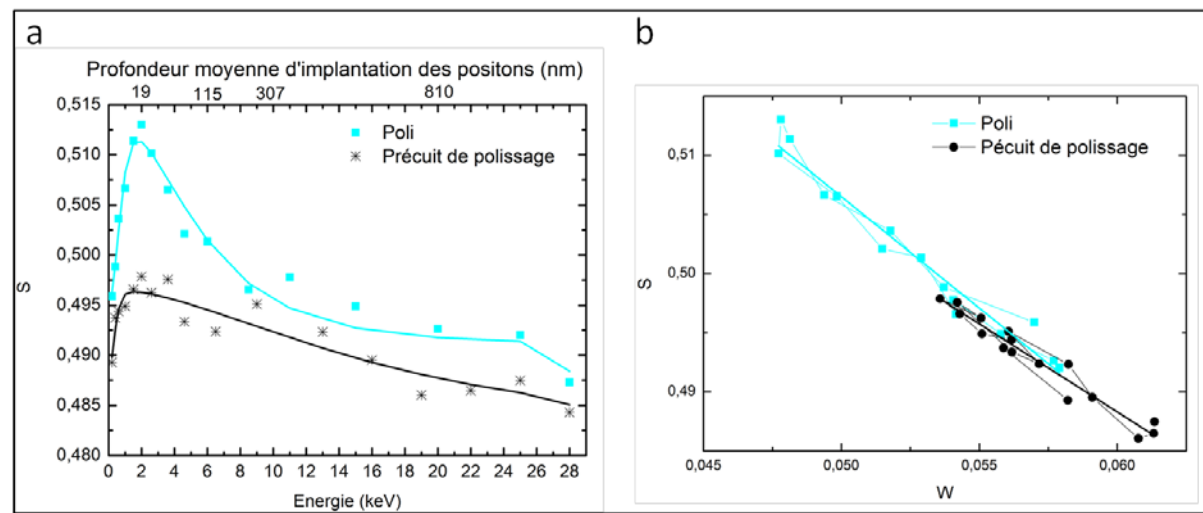 a
Profondeur moyenne d'implantation des positons (nm)
19 115 307 810
0,515
0,510
0,505
0,500
0,495
0,490
0,485
0,480
S
Poli
Précuit de polissage
0 2 4 6 8 10 12 14 16 18 20 22 24 26 28
Energie (keV)
b
0,51
0,50
0,49
S
Poli
Pécuit de polissage
0,045 0,050 0,055 0,060
W